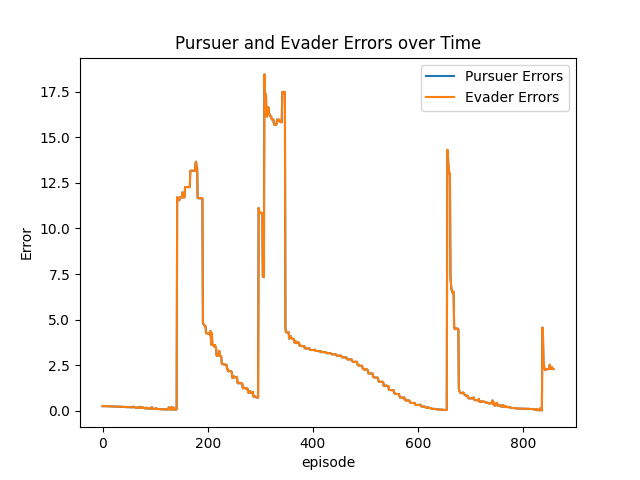 Pursuer and Evader Errors over Time
Pursuer Errors
Evader Errors
17.5
15.0
12.5
10.0
7.5
5.0
2.5
0.0
Error
0 200 400 600 800
episode